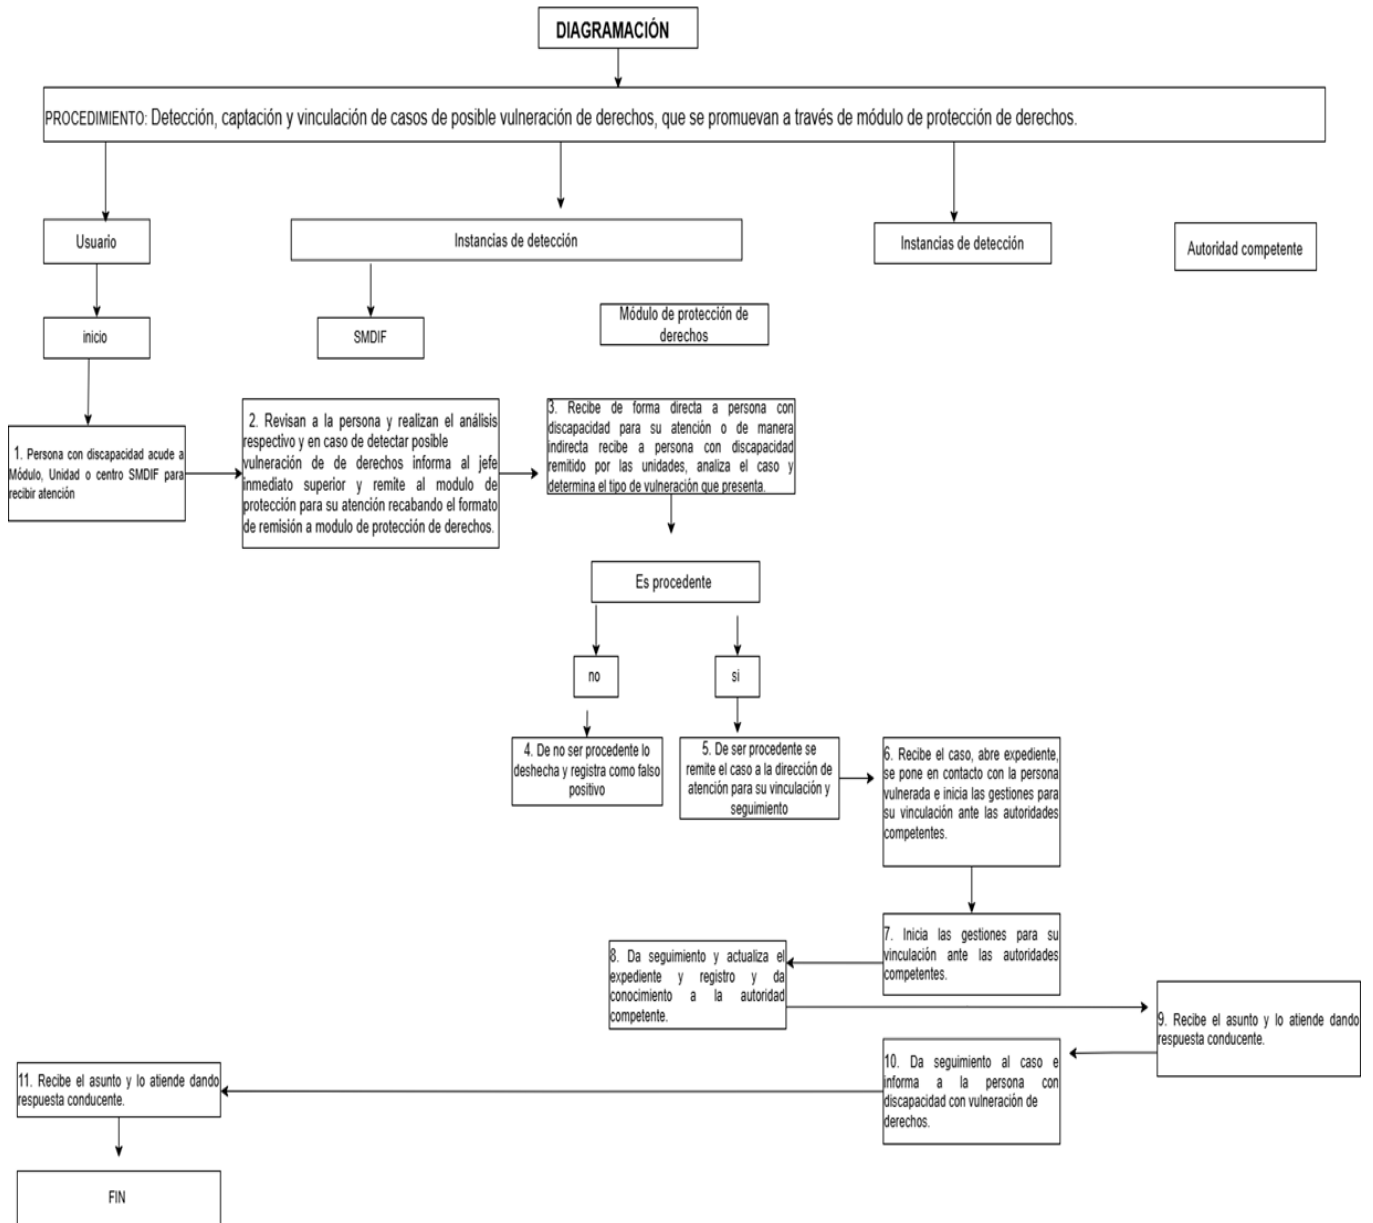 DIAGRAMACIÓN
PROCEDIMIENTO: Detección, captación y vinculación de casos de posible vulneración de derechos, que se promuevan a través de módulo de protección de derechos.
Usuario
Instancias de detección
Instancias de detección
Autoridad competente
inicio
SMDIF
Módulo de protección de
derechos
1. Persona con discapacidad acude a
Módulo, Unidad o centro SMDIF para
recibir atención
2. Revisan a la persona y realizan el análisis
respectivo y en caso de detectar posible
vulneración de de derechos informa al jefe
inmediato superior y remite al modulo de
protección para su atención recabando el formato
de remisión a modulo de protección de derechos.
3. Recibe de forma directa a persona con
discapacidad para su atención o de manera
indirecta recibe a persona con discapacidad
remitido por las unidades, analiza el caso y
determina el tipo de vulneración que presenta.
Es procedente
no
si
4. De no ser procedente lo
deshecha y registra como falso
positivo
5. De ser procedente se
remite el caso a la dirección de
atención para su vinculación y
seguimiento
6. Recibe el caso, abre expediente,
se pone en contacto con la persona
vulnerada e inicia las gestiones para
su vinculación ante las autoridades
competentes.
7. Inicia las gestiones para su
vinculación ante las autoridades
competentes.
8. Da seguimiento y actualiza el
expediente y registro y da
conocimiento a la autoridad
competente.
9. Recibe el asunto y lo atiende dando
respuesta conducente.
10. Da seguimiento al caso e
informa a la persona con
discapacidad con vulneración de
derechos.
11. Recibe el asunto y lo atiende dando
respuesta conducente.
FIN